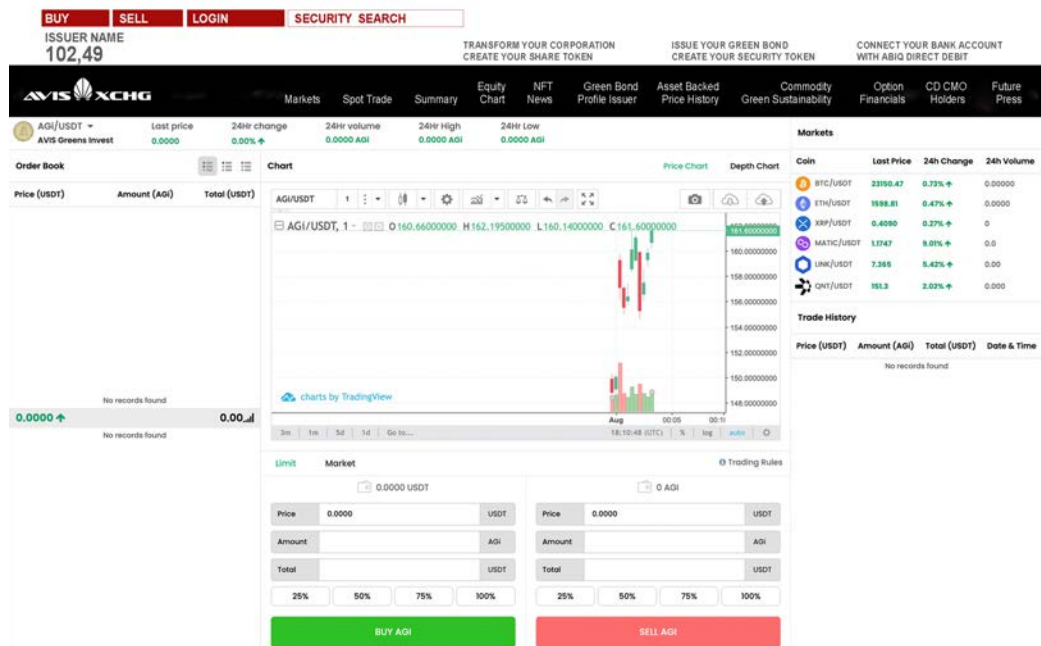 BUY SELL LOGIN SECURITY SEARCH
ISSUER NAME
102,49
TRANSFORM YOUR CORPORATION
CREATE YOUR SHARE TOKEN
ISSUE YOUR GREEN BOND
CREATE YOUR SECURITY TOKEN
CONNECT YOUR BANK ACCOUNT
WITH ABIQ DIRECT DEBIT
AVIS XCHG
Markets Spot Trade Summary
Equity Chart
NFT News
Green Bond Profile Issuer
Asset Backed Price History
Commodity Green Sustainability
Option Financials
CD CMO Holders
Future Press
AGi/USDT Last price 24Hr change 24Hr volume 24Hr High 24Hr Low
AVIS Greens Invest 0.0000 0.00% 0.0000 AGi 0.0000 AGi 0.0000 AGi
Order Book
Price (USDT) Amount (AGi) Total (USDT)
No records found
0.0000 0.00
No records found
Chart Price Chart Depth Chart
AGI/USDT 1
AGI/USDT, 1 O160.66000000 H162.19500000 L160.14000000 C161.60000000
161.60000000
160.00000000
158.00000000
156.00000000
154.00000000
152.00000000
150.00000000
148.00000000
charts by TradingView
Aug 00:05
3m 1m 5d 1d Go to... 18:10:48 (UTC) % log auto
Limit Market Trading Rules
0.0000 USDT
Price 0.0000 USDT
Amount AGi
Total USDT
25% 50% 75% 100%
BUY AGi
0 AGi
Price 0.0000 USDT
Amount AGi
Total USDT
25% 50% 75% 100%
SELL AGi
Markets
Coin Last Price 24h Change 24h Volume
BTC/USDT 23150.47 0.73% 0.00000
ETH/USDT 1598.81 0.47% 0.0000
XRP/USDT 0.4090 0.27% 0
MATIC/USDT 1.1747 9.01% 0.0
LINK/USDT 7.365 5.42% 0.00
QNT/USDT 151.3 2.03% 0.000
Trade History
Price (USDT) Amount (AGi) Total (USDT) Date & Time
No records found